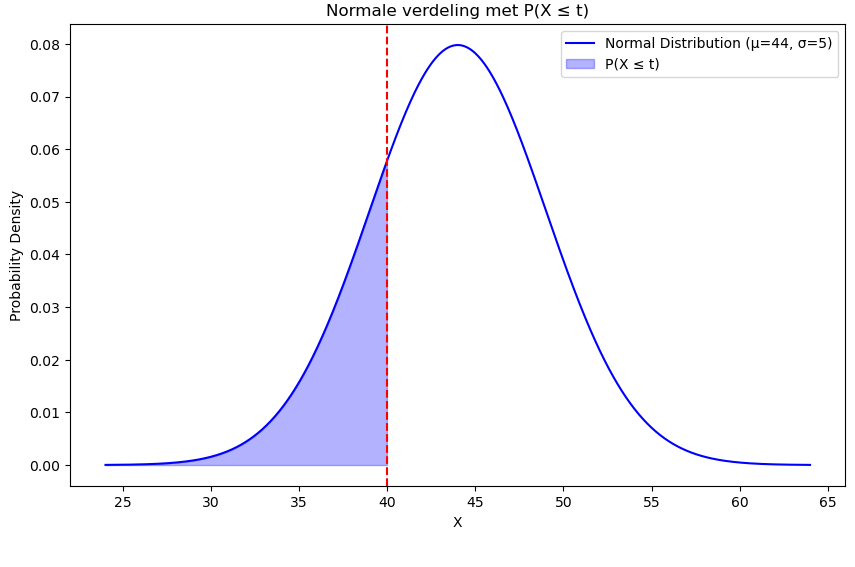 Normale verdeling met P(X ≤ t)
Normal Distribution (μ=44, σ=5)
P(X ≤ t)
Probability Density
0.08
0.07
0.06
0.05
0.04
0.03
0.02
0.01
0.00
25 30 35 40 45 50 55 60 65
X